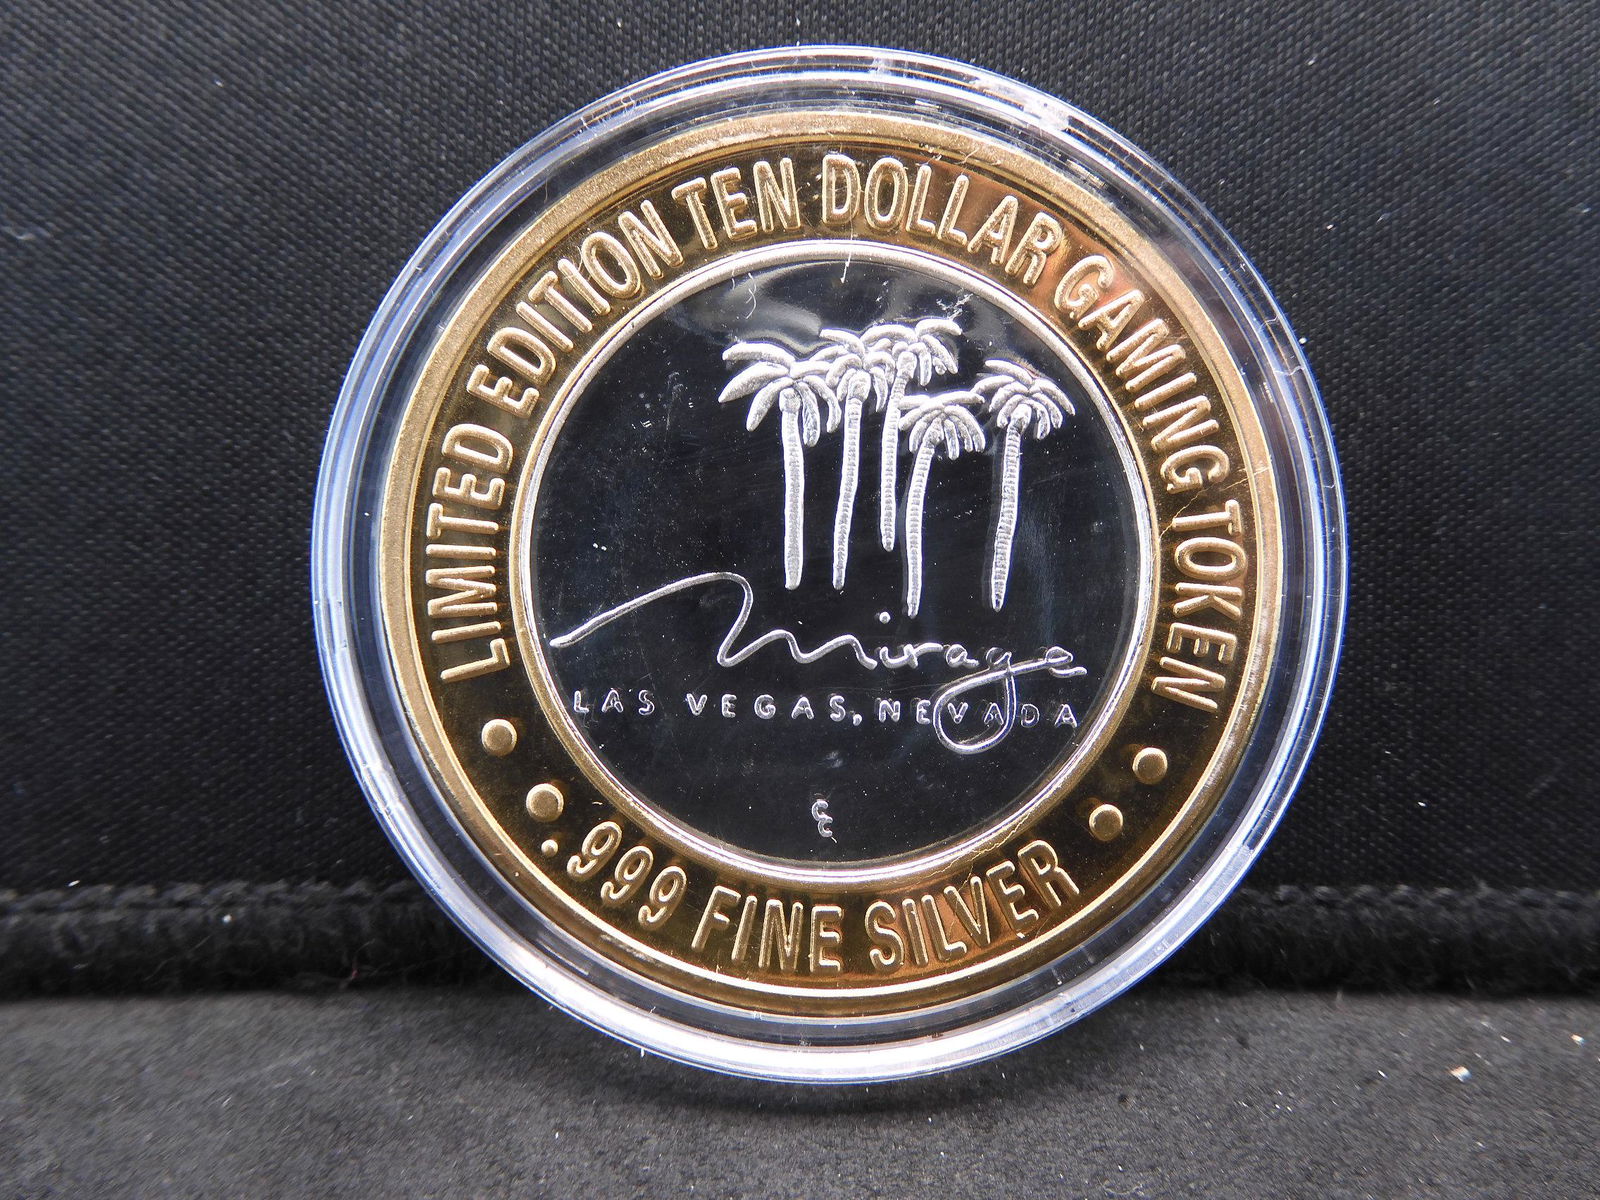 LIMITED EDITION TEN DOLLAR GAMING TOKEN
Mirage
LAS VEGAS, NEVADA
.999 FINE SILVER